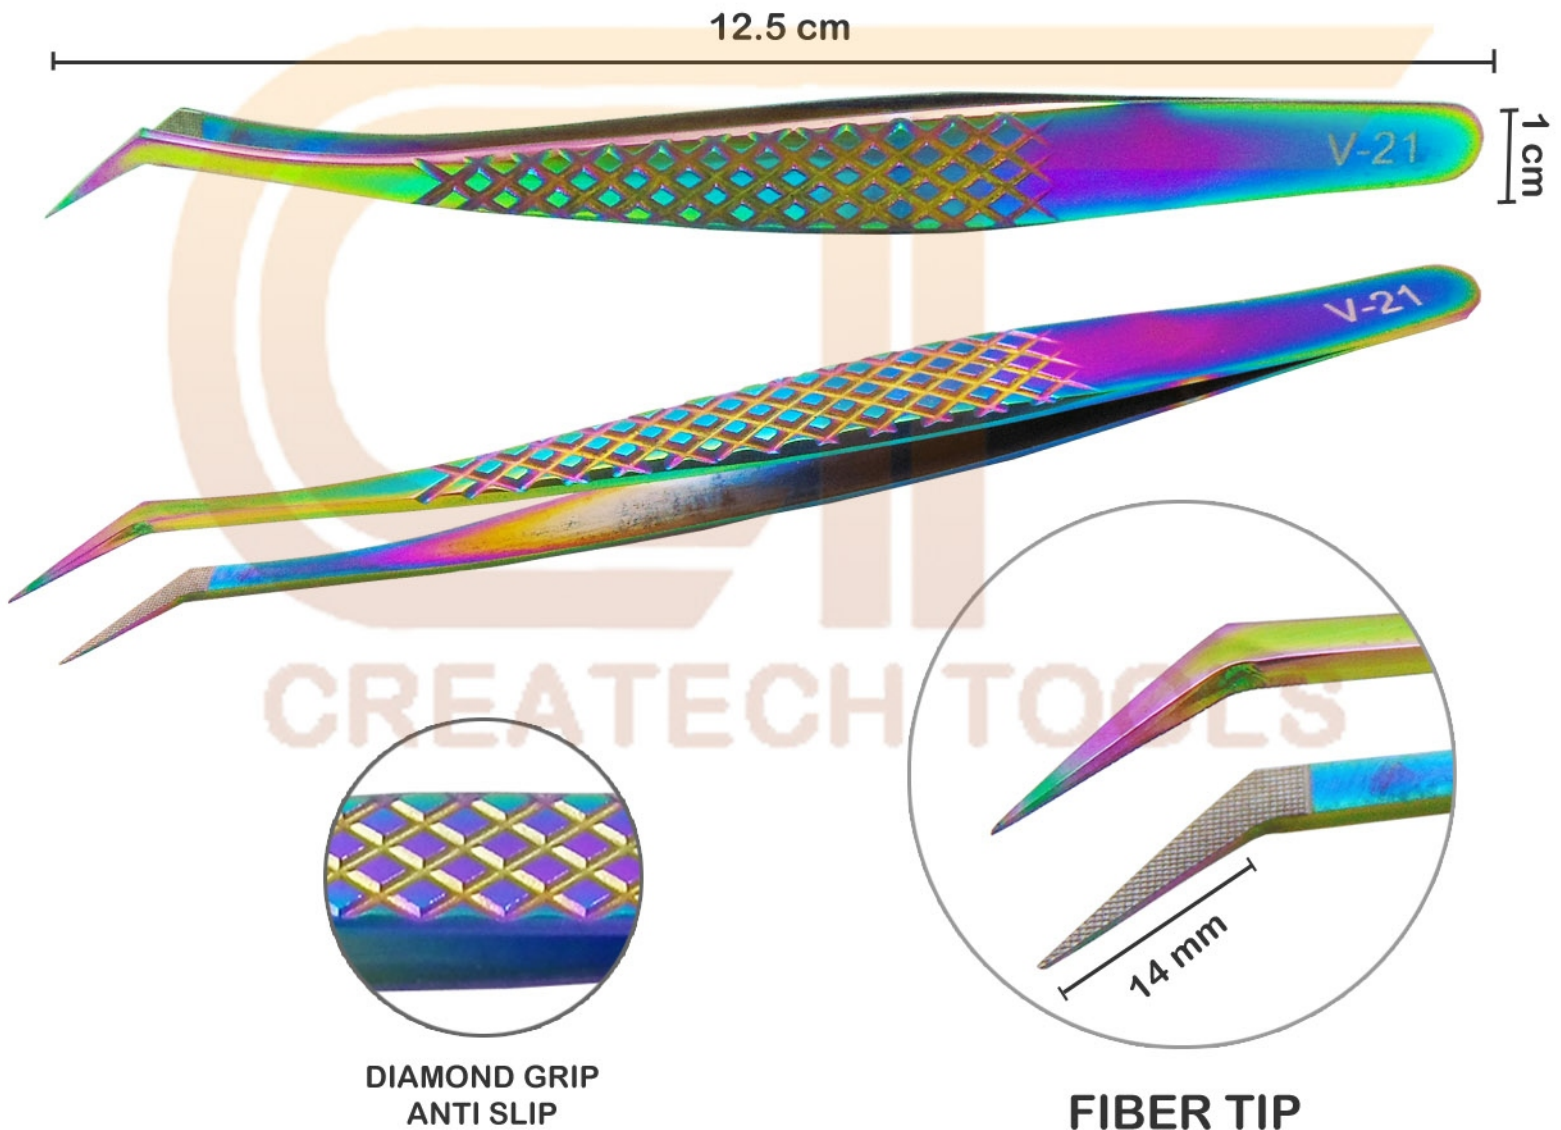 12.5 cm
1 cm
V-21
V-21
CREATECH TOOLS
14 mm
DIAMOND GRIP
ANTI SLIP
FIBER TIP